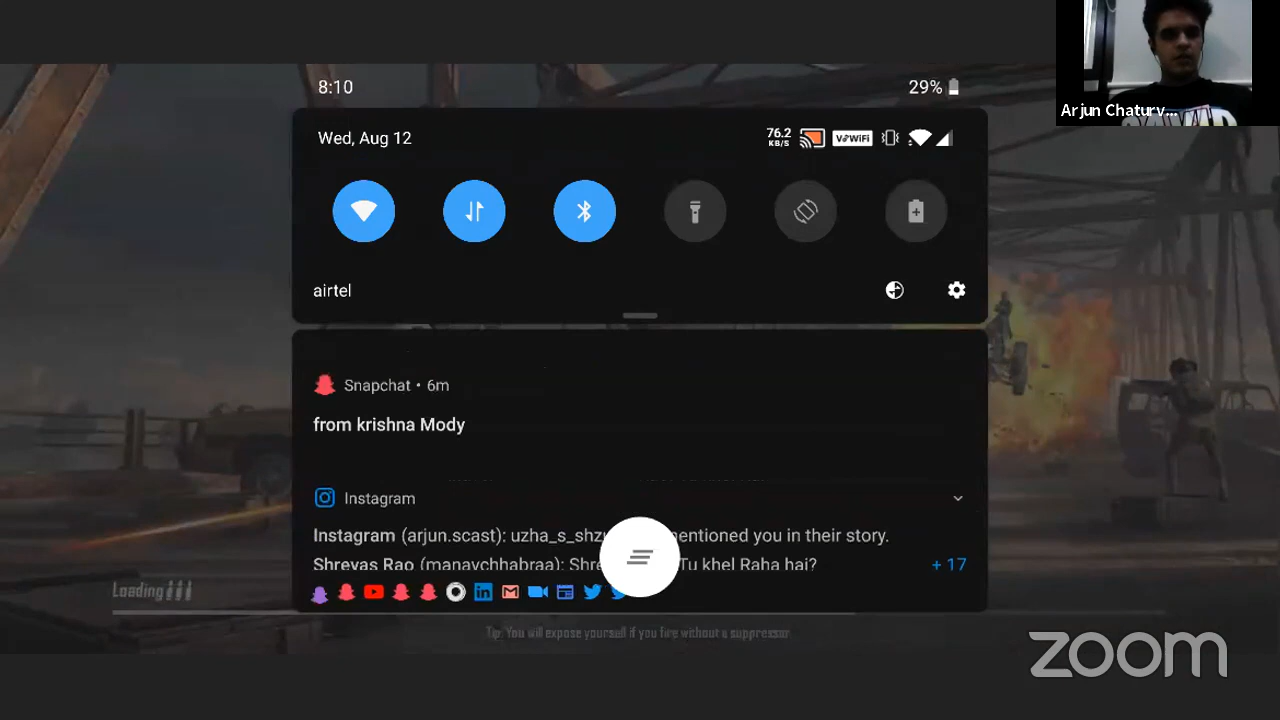 8:10
29%
Arjun Chaturv...
Wed, Aug 12
76.2
KB/S
VoWiFi
airtel
Snapchat • 6m
from krishna Mody
Instagram
Instagram (arjun.scast): uzha_s_shz mentioned you in their story.
Shreyas Rao (manavchhabraa): Shre Tu khel Raha hai?
+ 17
Loading
Tip: You will expose yourself if you fire without a suppressor
zoom